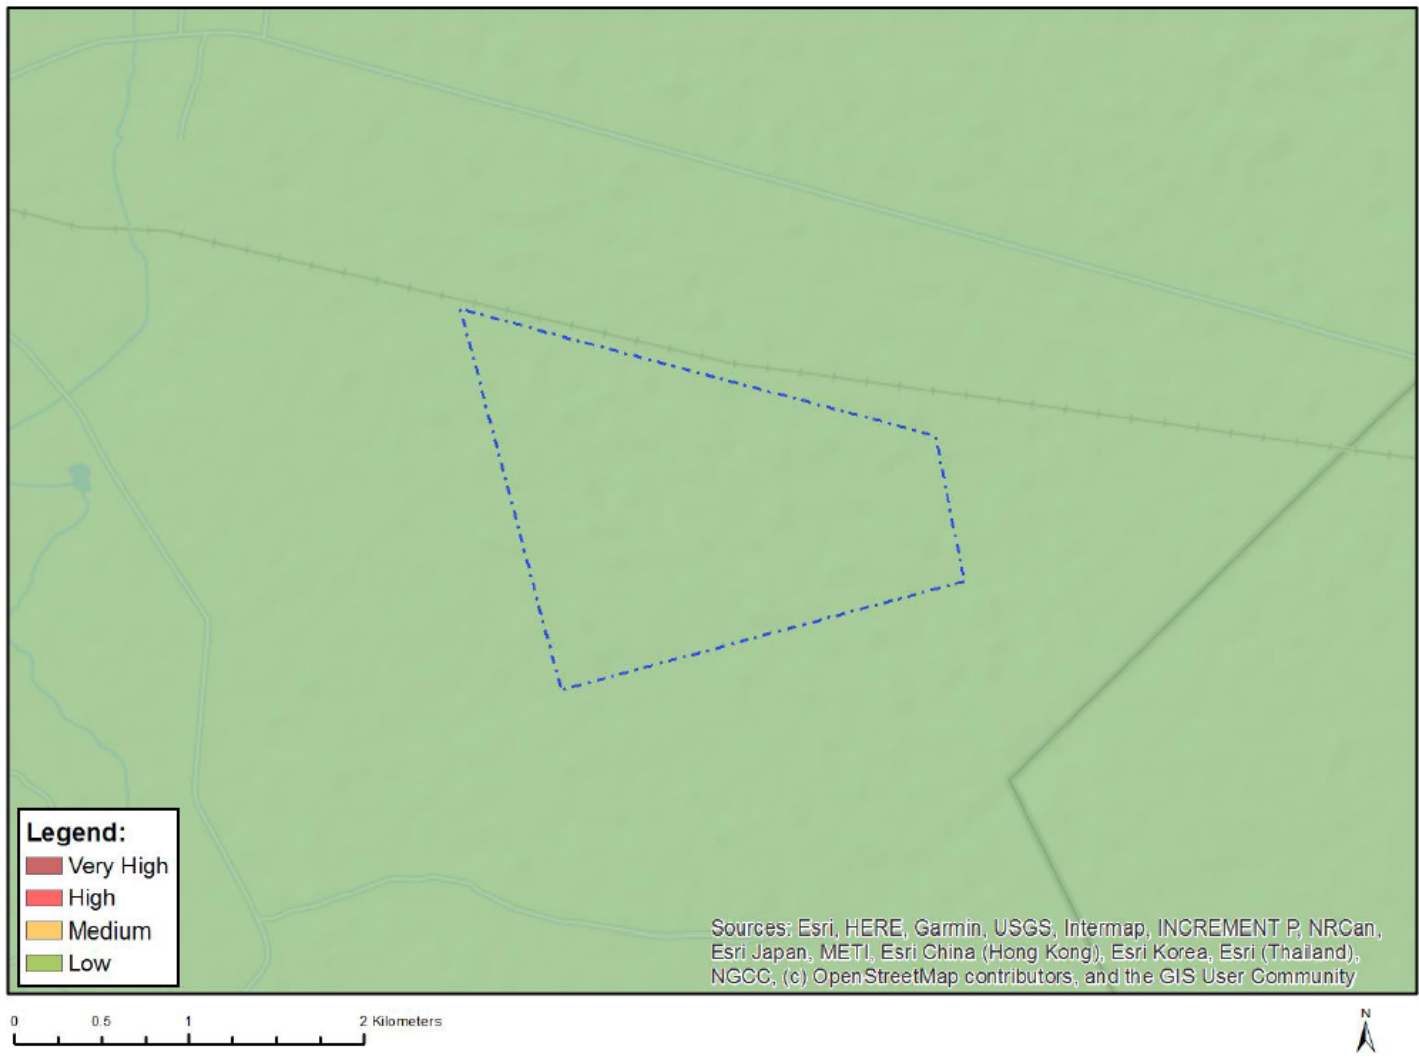 Legend:
Very High
High
Medium
Low
Sources: Esri, HERE, Garmin, USGS, Intermap, INCREMENT P, NRCan,
Esri Japan, METI, Esri China (Hong Kong), Esri Korea, Esri (Thailand),
NGCC, (c) OpenStreetMap contributors, and the GIS User Community
0 0.5 1 2 Kilometers
N